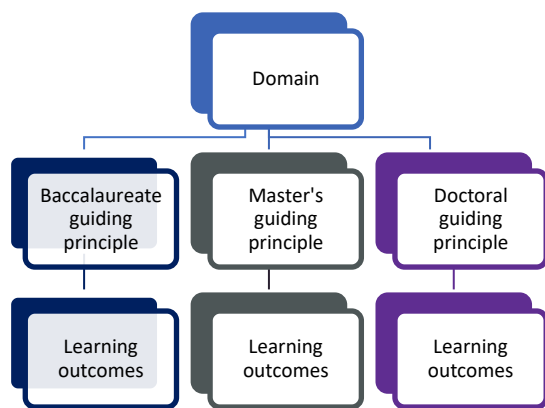 Domain
Baccalaureate
guiding
principle
Master's
guiding
principle
Doctoral
guiding
principle
Learning
outcomes
Learning
outcomes
Learning
outcomes